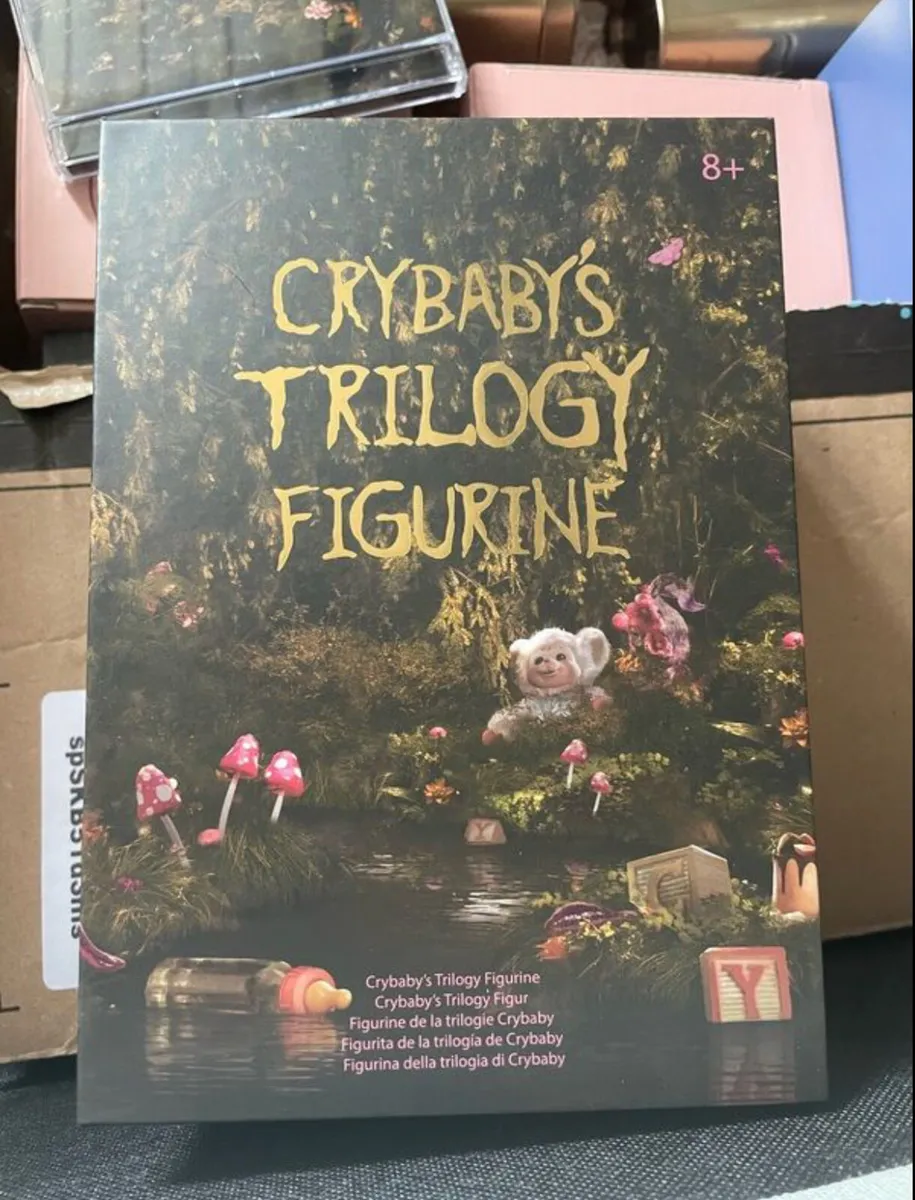 8+
CRYBABY'S
TRILOGY
FIGURINE
Y
C
Y
Crybaby's Trilogy Figurine
Crybaby's Trilogy Figur
Figurine de la trilogie Crybaby
Figurita de la trilogía de Crybaby
Figurina della trilogia di Crybaby